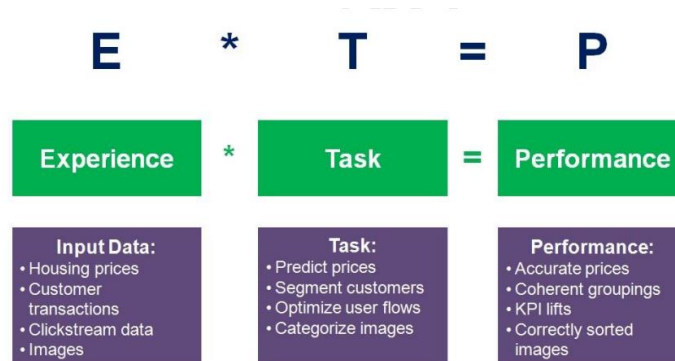 E * T = P
Experience * Task = Performance
Input Data:
• Housing prices
• Customer
transactions
• Clickstream data
• Images
Task:
• Predict prices
• Segment customers
• Optimize user flows
• Categorize images
Performance:
• Accurate prices
• Coherent groupings
• KPI lifts
• Correctly sorted
images